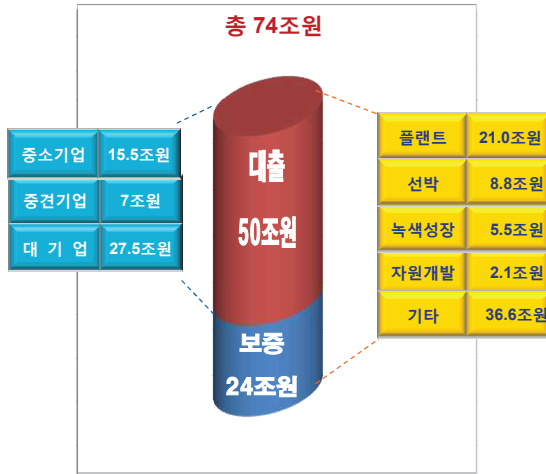 총 74조원
중소기업 15.5조원
중견기업 7조원
대 기 업 27.5조원
대출
50조원
보증
24조원
플랜트 21.0조원
선박 8.8조원
녹색성장 5.5조원
자원개발 2.1조원
기타 36.6조원